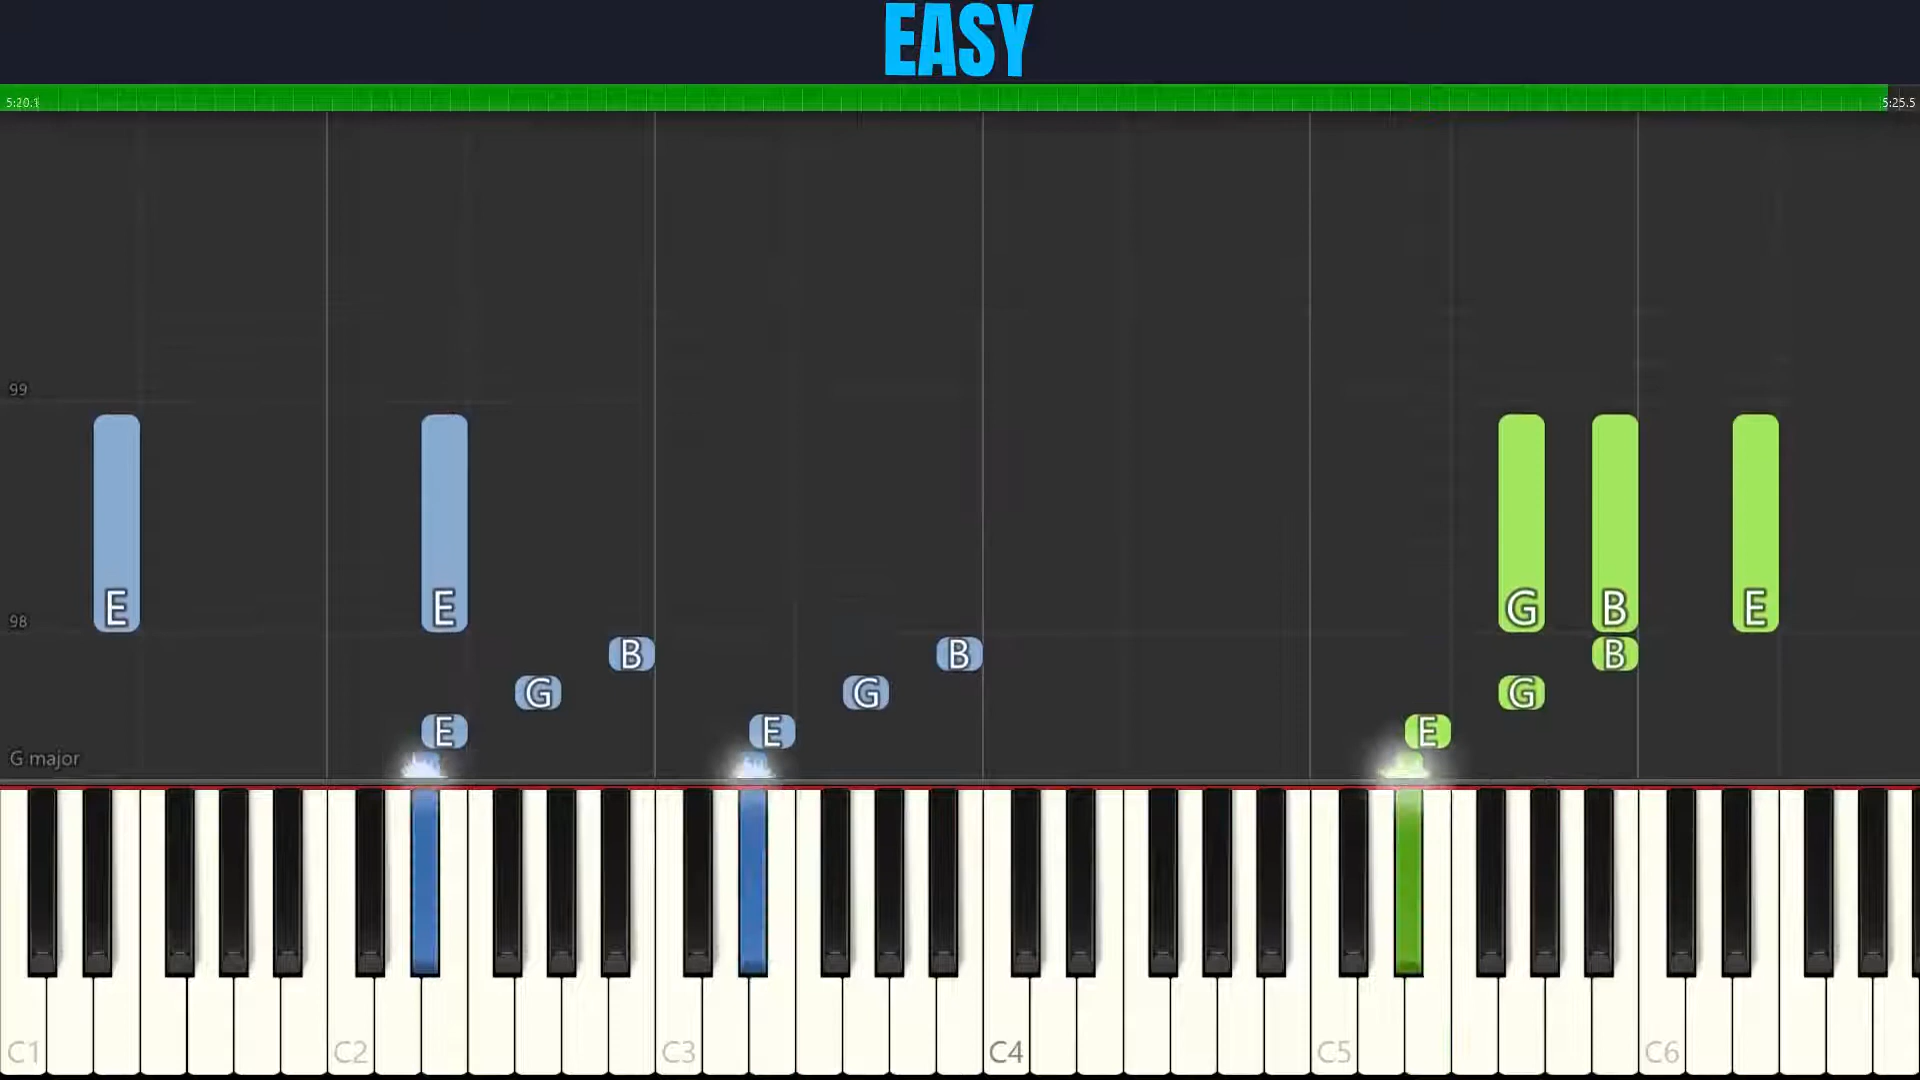 EASY
5:20.1 5:25.5
99
E E G B E
98
B B B
G G G
E E E
G major
C1 C2 C3 C4 C5 C6